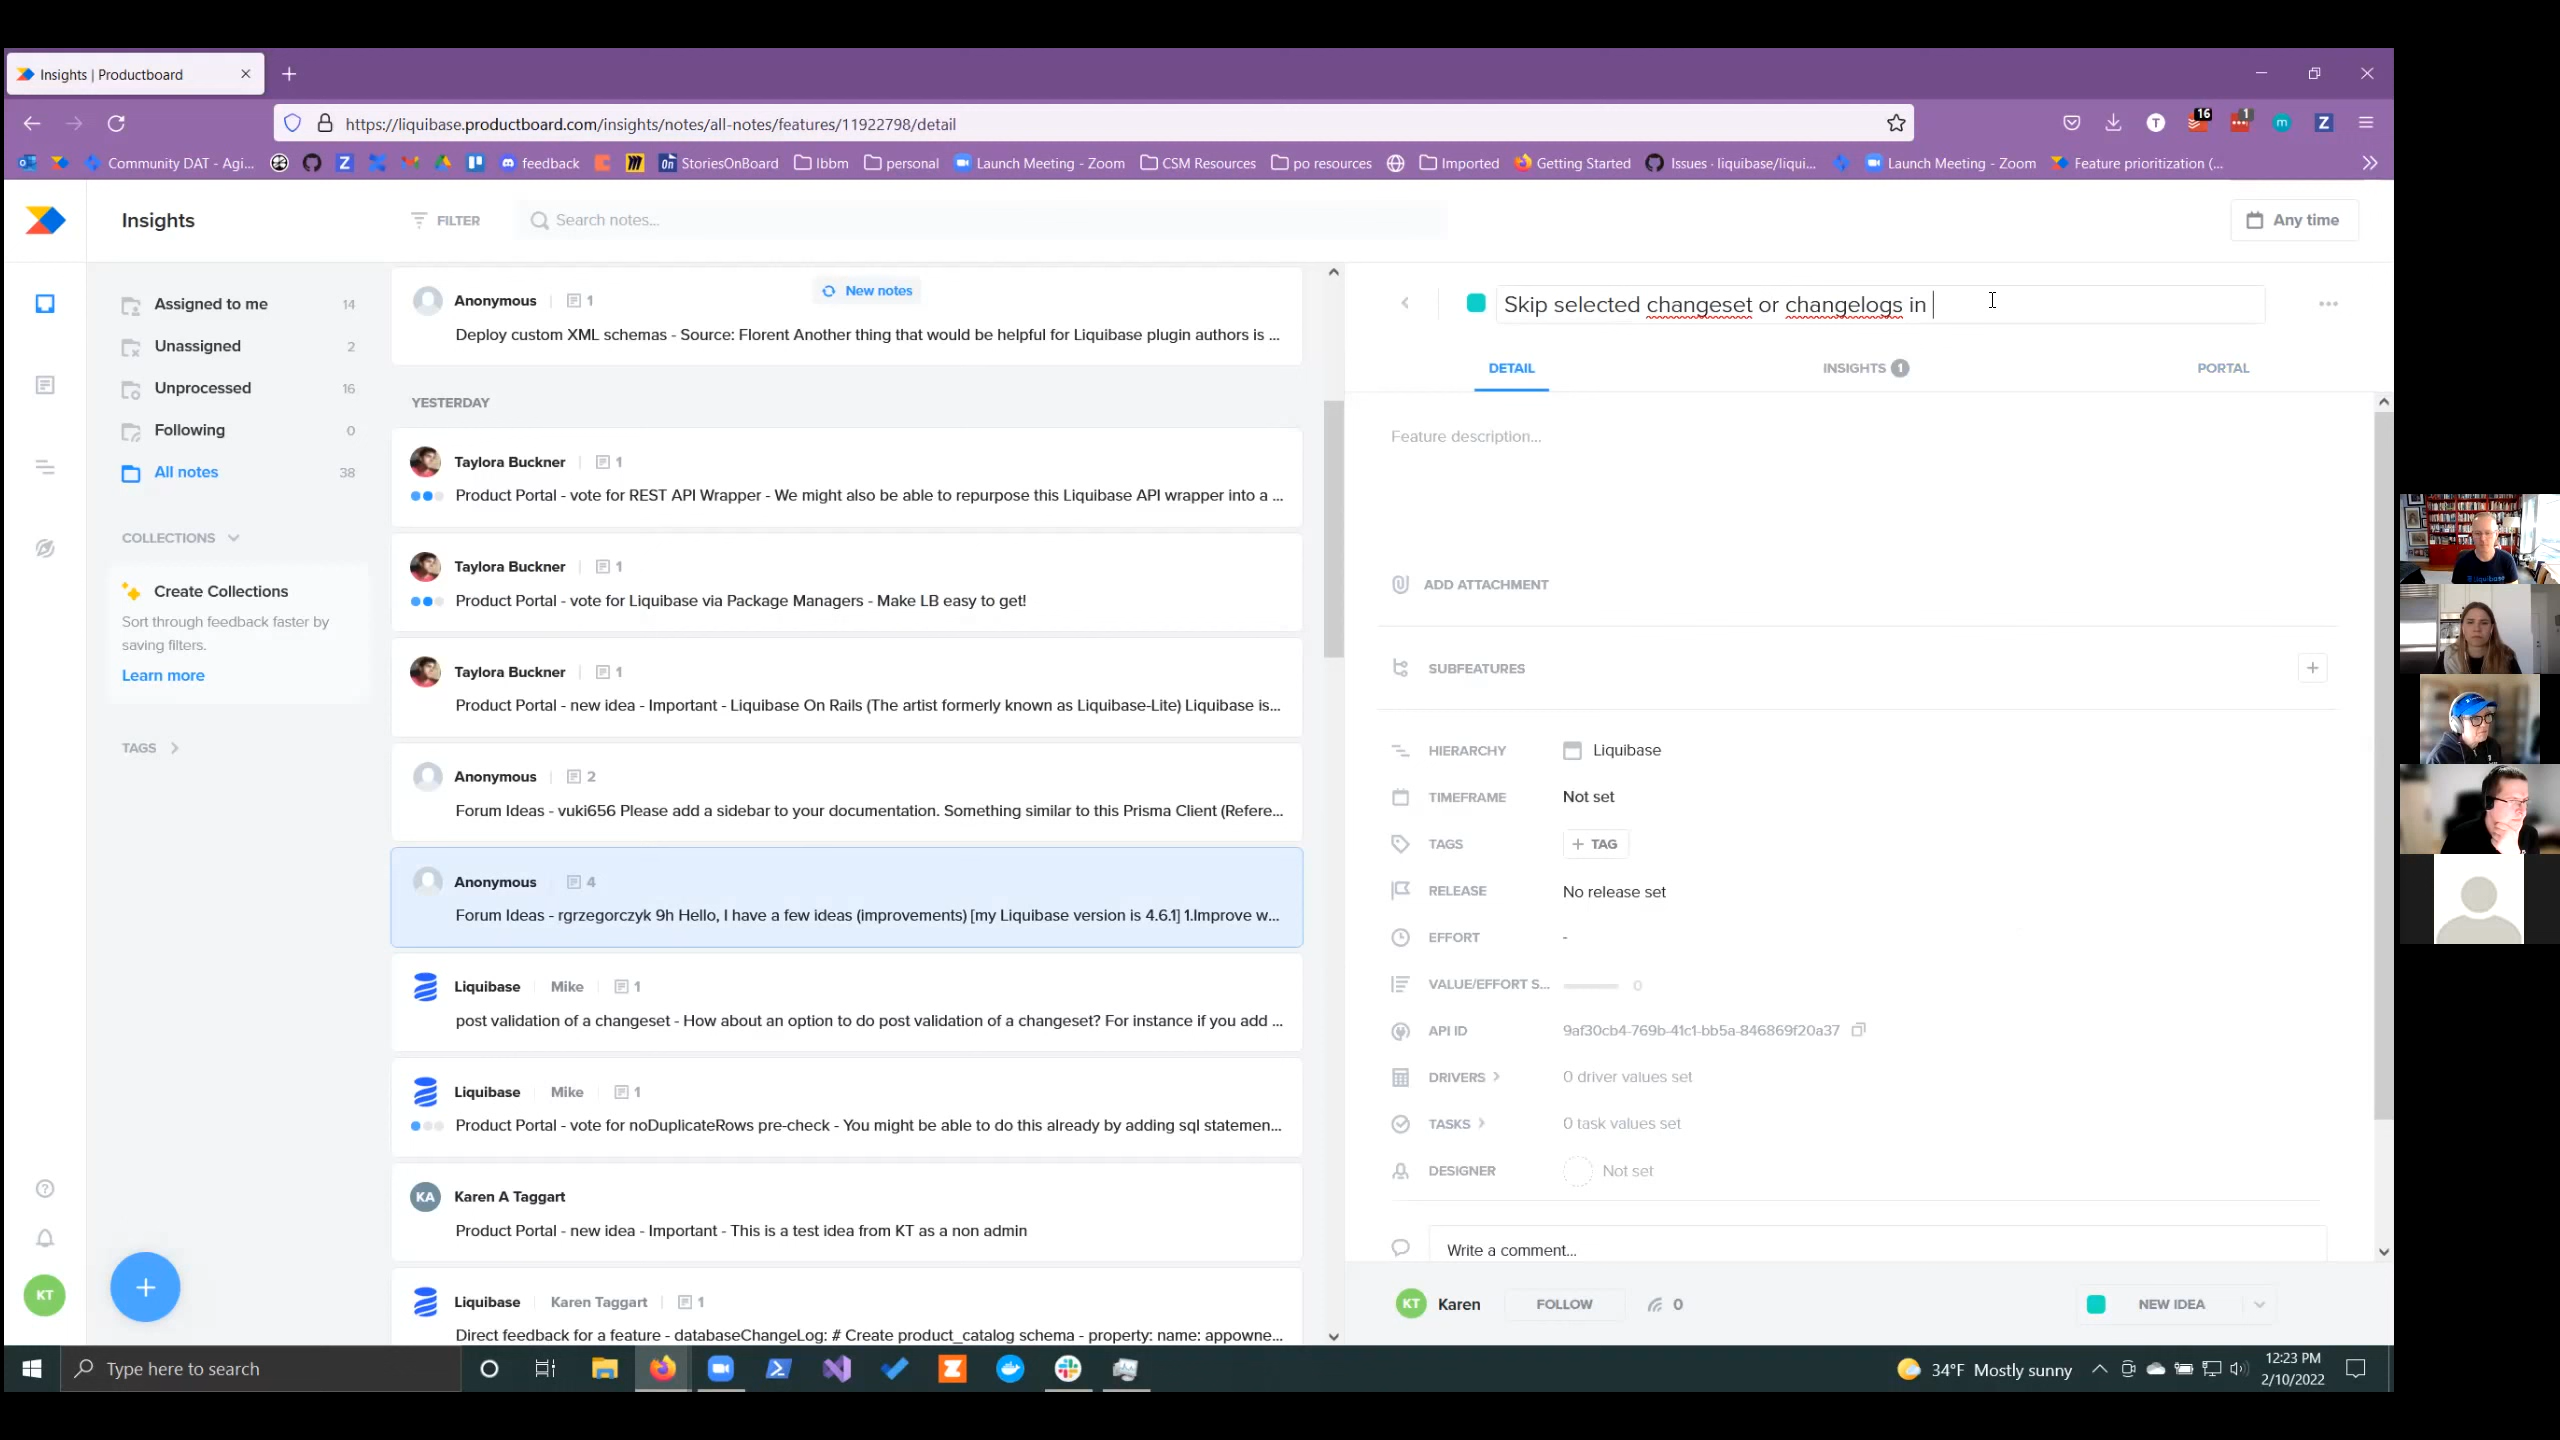 Insights | Productboard
https://liquibase.productboard.com/insights/notes/all-notes/features/11922798/detail
16
1
T
m
Z
Community DAT - Agi...
Z
feedback
on StoriesOnBoard
lbbm
personal
Launch Meeting - Zoom
CSM Resources
po resources
Imported
Getting Started
Issues · liquibase/liqui...
Launch Meeting - Zoom
Feature prioritization (...
Insights
FILTER
Search notes...
Any time
Assigned to me 14
Unassigned 2
Unprocessed 16
Following 0
All notes 38
COLLECTIONS
Create Collections
Sort through feedback faster by
saving filters.
Learn more
TAGS
KT
New notes
Anonymous 1
Deploy custom XML schemas - Source: Florent Another thing that would be helpful for Liquibase plugin authors is ...
YESTERDAY
Taylora Buckner 1
Product Portal - vote for REST API Wrapper - We might also be able to repurpose this Liquibase API wrapper into a ...
Taylora Buckner 1
Product Portal - vote for Liquibase via Package Managers - Make LB easy to get!
Taylora Buckner 1
Product Portal - new idea - Important - Liquibase On Rails (The artist formerly known as Liquibase-Lite) Liquibase is...
Anonymous 2
Forum Ideas - vuki656 Please add a sidebar to your documentation. Something similar to this Prisma Client (Refere...
Anonymous 4
Forum Ideas - rgrzegorczyk 9h Hello, I have a few ideas (improvements) [my Liquibase version is 4.6.1] 1.Improve w...
Liquibase Mike 1
post validation of a changeset - How about an option to do post validation of a changeset? For instance if you add ...
Liquibase Mike 1
Product Portal - vote for noDuplicateRows pre-check - You might be able to do this already by adding sql statemen...
KA Karen A Taggart
Product Portal - new idea - Important - This is a test idea from KT as a non admin
Liquibase Karen Taggart 1
Direct feedback for a feature - databaseChangeLog: # Create product_catalog schema - property: name: appowne...
Skip selected changeset or changelogs in
DETAIL
INSIGHTS 1
PORTAL
Feature description...
ADD ATTACHMENT
SUBFEATURES
HIERARCHY Liquibase
TIMEFRAME Not set
TAGS + TAG
RELEASE No release set
EFFORT -
VALUE/EFFORT S... 0
API ID 9af30cb4-769b-41c1-bb5a-846869f20a37
DRIVERS 0 driver values set
TASKS 0 task values set
DESIGNER Not set
Write a comment...
KT Karen
FOLLOW
0
NEW IDEA
Type here to search
34°F Mostly sunny
12:23 PM
2/10/2022